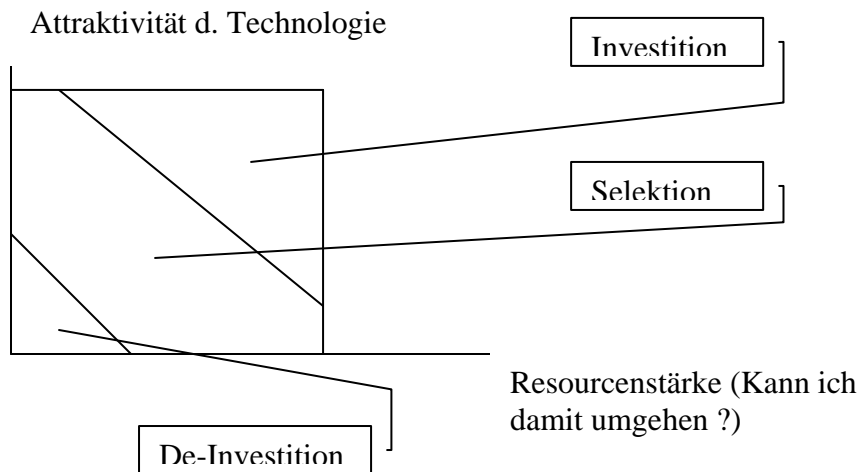 Attraktivität d. Technologie
Investition
Selektion
Resourcenstärke (Kann ich
damit umgehen ?)
De-Investition